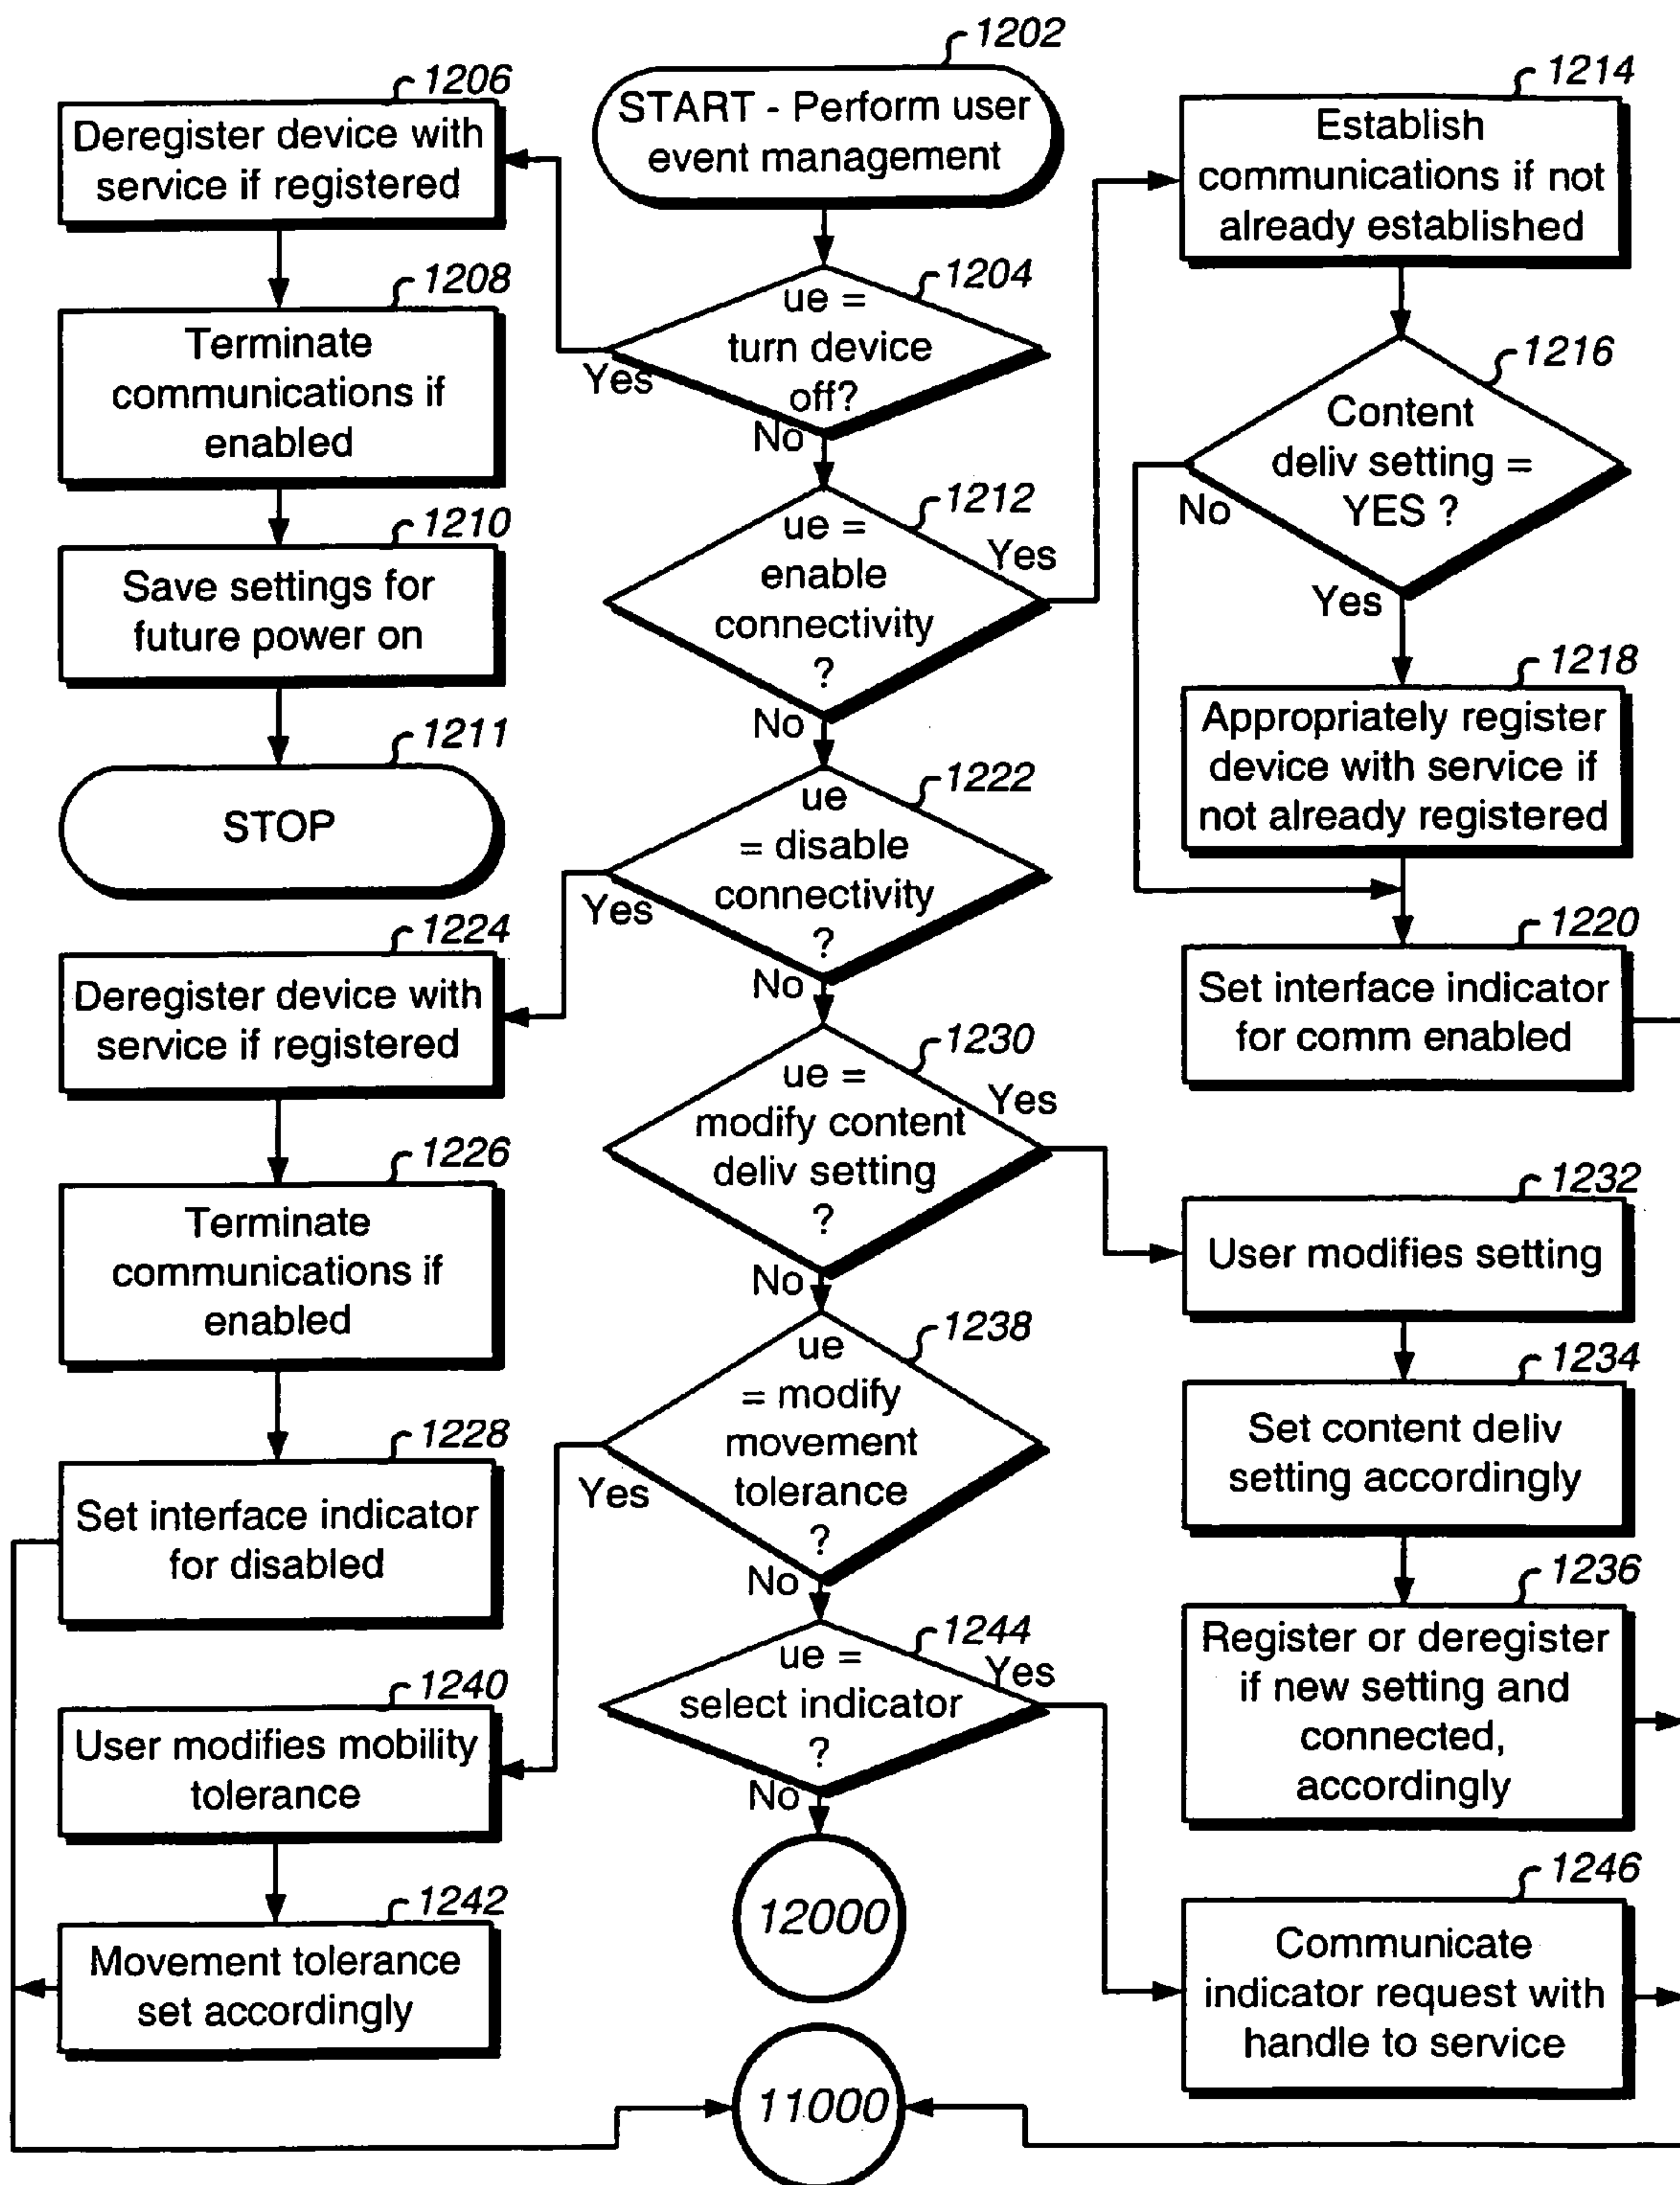 1202
START - Perform user
event management
1204
ue =
turn device
off?
Yes
No
1206
Deregister device with
service if registered
1208
Terminate
communications if
enabled
1210
Save settings for
future power on
1211
STOP
1212
ue =
enable
connectivity
?
Yes
No
1214
Establish
communications if not
already established
1216
Content
deliv setting =
YES ?
No
Yes
1218
Appropriately register
device with service if
not already registered
1220
Set interface indicator
for comm enabled
1222
ue
= disable
connectivity
?
Yes
No
1224
Deregister device with
service if registered
1226
Terminate
communications if
enabled
1228
Set interface indicator
for disabled
1230
ue =
modify content
deliv setting
?
Yes
No
1232
User modifies setting
1234
Set content deliv
setting accordingly
1236
Register or deregister
if new setting and
connected,
accordingly
1238
ue
= modify
movement
tolerance
?
Yes
No
1240
User modifies mobility
tolerance
1242
Movement tolerance
set accordingly
1244
ue =
select indicator
?
Yes
No
1246
Communicate
indicator request with
handle to service
12000
11000